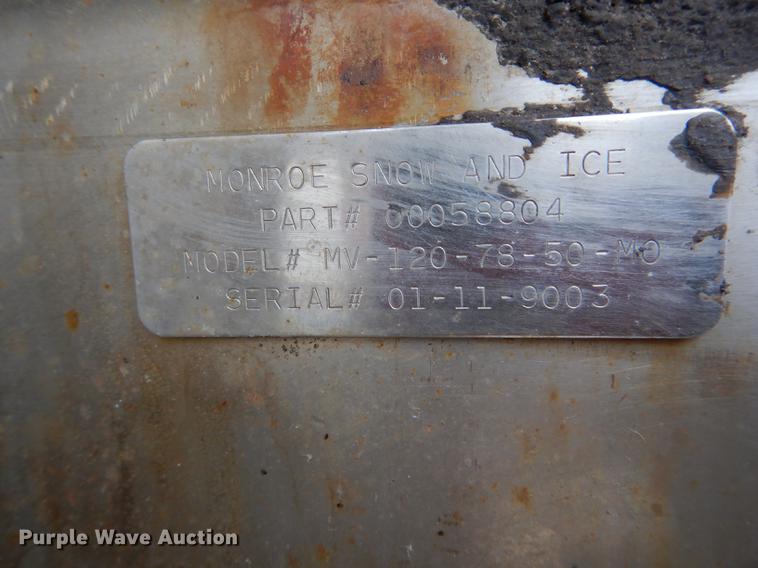 MONROE SNOW AND ICE
PART# 00058804
MODEL# MV-120-78-50-MO
SERIAL# 01-11-9003
Purple Wave Auction